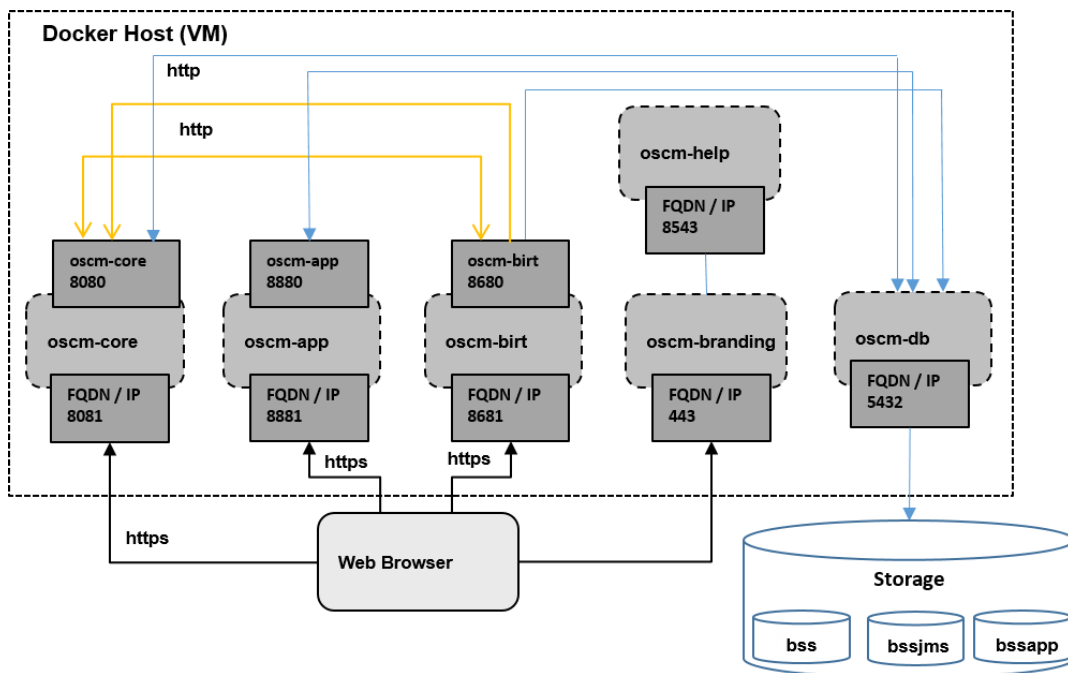 Docker Host (VM)
http
http
oscm-help
FQDN / IP
8543
oscm-core
8080
oscm-app
8880
oscm-birt
8680
oscm-core
oscm-app
oscm-birt
oscm-branding
oscm-db
FQDN / IP
8081
FQDN / IP
8881
FQDN / IP
8681
FQDN / IP
443
FQDN / IP
5432
https
https
https
Web Browser
Storage
bss
bssjms
bssapp